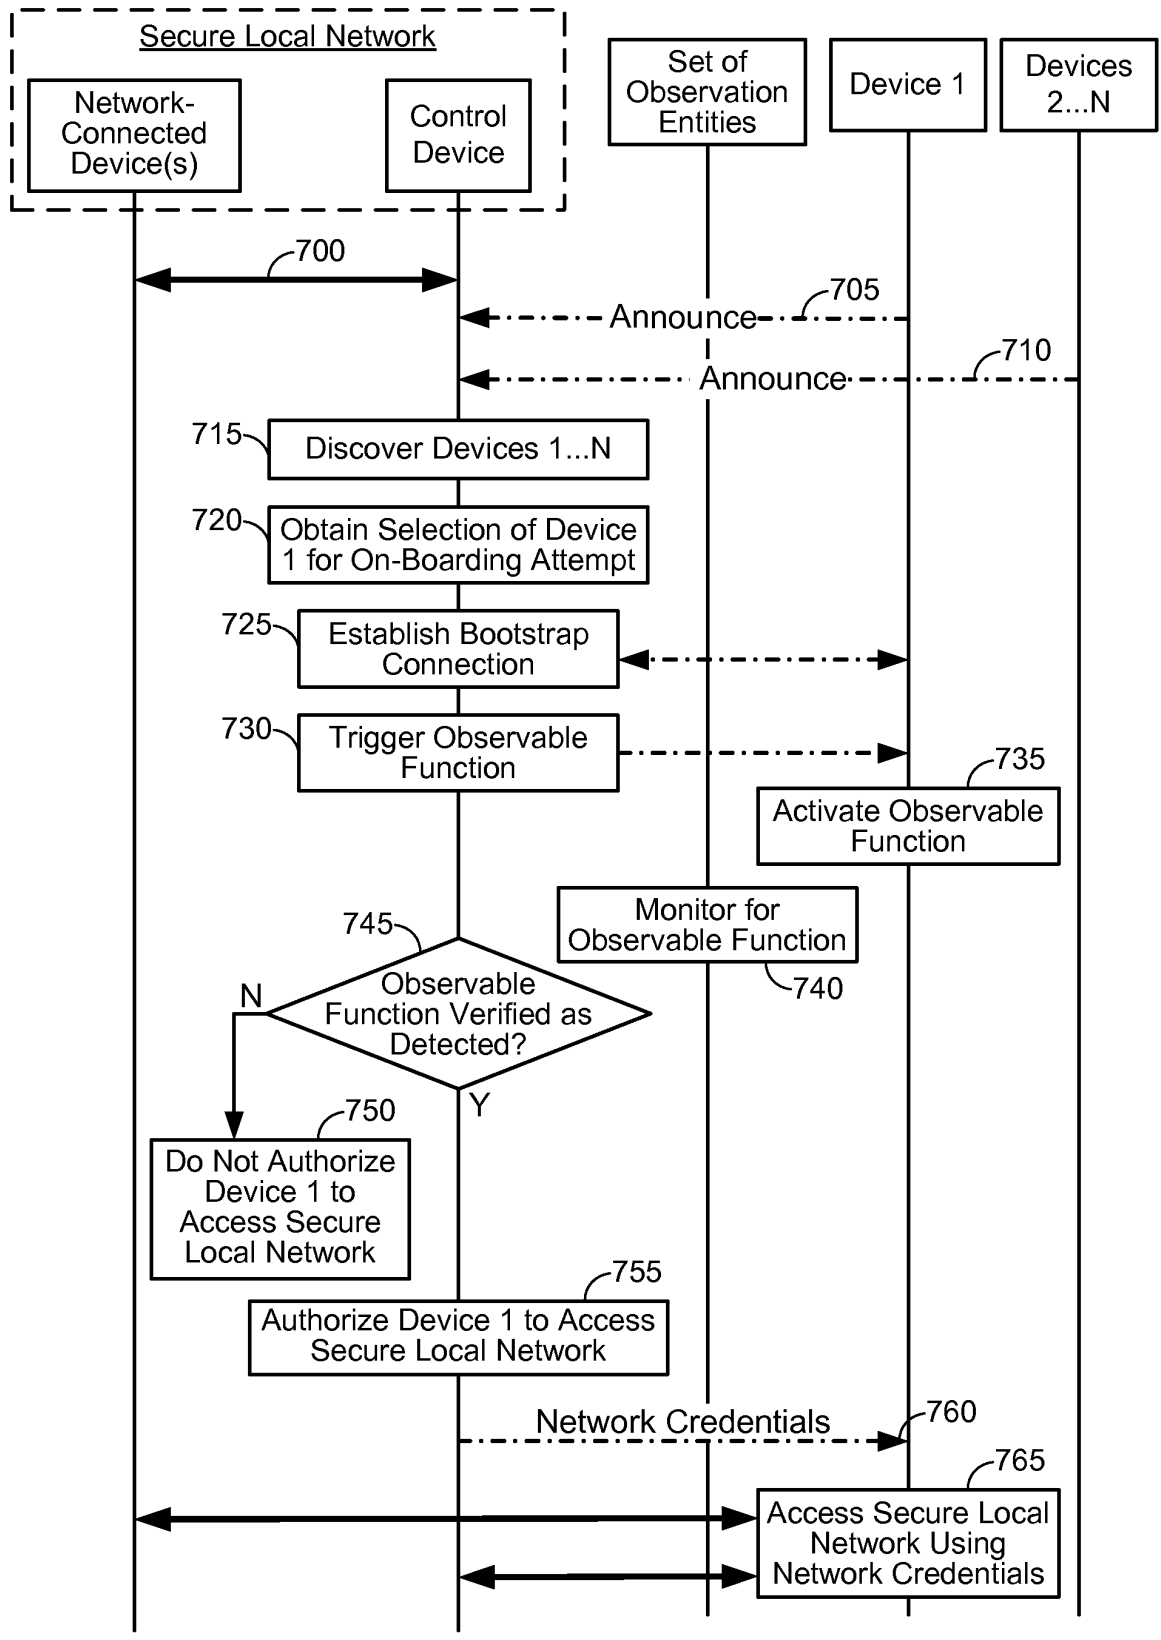 Secure Local Network
Network-
Connected
Device(s)
Control
Device
Set of
Observation
Entities
Device 1
Devices
2...N
700
705
Announce
710
Announce
715
Discover Devices 1...N
720
Obtain Selection of Device
1 for On-Boarding Attempt
725
Establish Bootstrap
Connection
730
Trigger Observable
Function
735
Activate Observable
Function
Monitor for
Observable Function
740
745
Observable
Function Verified as
Detected?
N
Y
750
Do Not Authorize
Device 1 to
Access Secure
Local Network
755
Authorize Device 1 to Access
Secure Local Network
Network Credentials
760
765
Access Secure Local
Network Using
Network Credentials